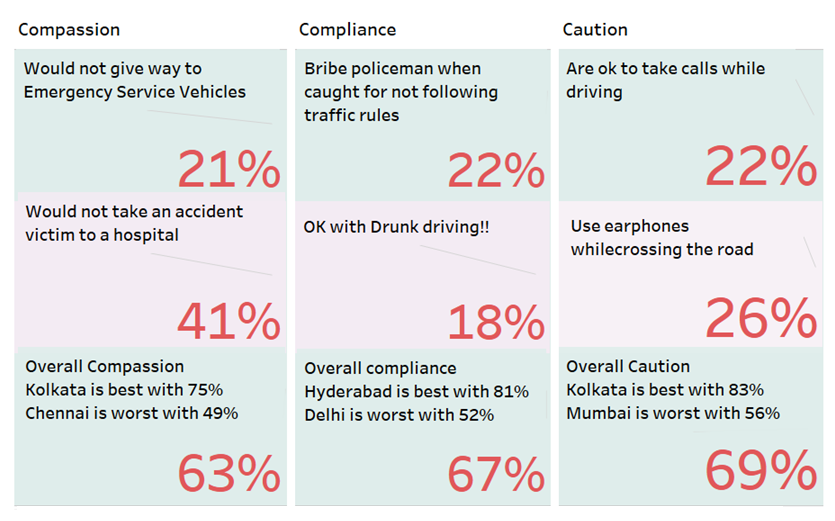 Compassion
Would not give way to
Emergency Service Vehicles
21%
Would not take an accident
victim to a hospital
41%
Overall Compassion
Kolkata is best with 75%
Chennai is worst with 49%
63%
Compliance
Bribe policeman when
caught for not following
traffic rules
22%
OK with Drunk driving!!
18%
Overall compliance
Hyderabad is best with 81%
Delhi is worst with 52%
67%
Caution
Are ok to take calls while
driving
22%
Use earphones
whilecrossing the road
26%
Overall Caution
Kolkata is best with 83%
Mumbai is worst with 56%
69%